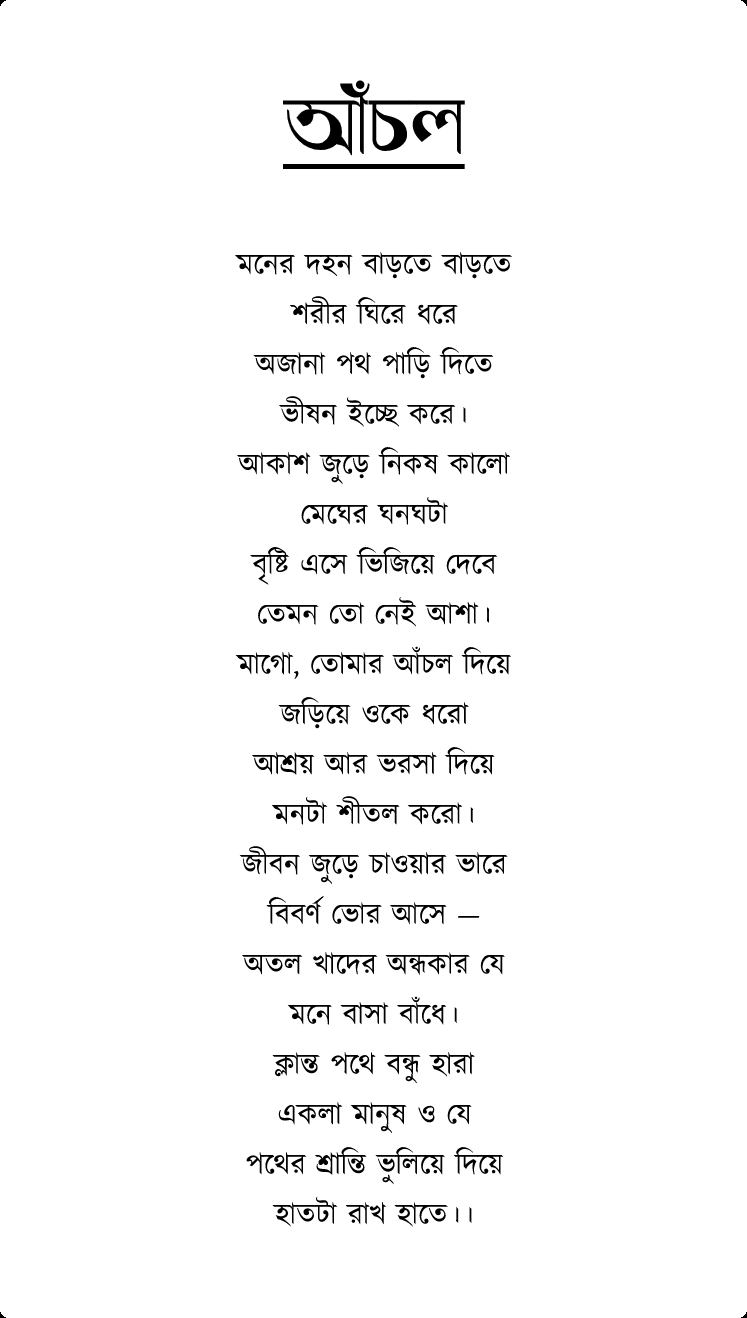 আঁচল
মনের দহন বাড়তে বাড়তে
শরীর ঘিরে ধরে
অজানা পথ পাড়ি দিতে
ভীষন ইচ্ছে করে।
আকাশ জুড়ে নিকষ কালো
মেঘের ঘনঘটা
বৃষ্টি এসে ভিজিয়ে দেবে
তেমন তো নেই আশা।
মাগো, তোমার আঁচল দিয়ে
জড়িয়ে ওকে ধরো
আশ্রয় আর ভরসা দিয়ে
মনটা শীতল করো।
জীবন জুড়ে চাওয়ার ভারে
বিবর্ণ ভোর আসে —
অতল খাদের অন্ধকার যে
মনে বাসা বাঁধে।
ক্লান্ত পথে বন্ধু হারা
একলা মানুষ ও যে
পথের শ্রান্তি ভুলিয়ে দিয়ে
হাতটা রাখ হাতে।।